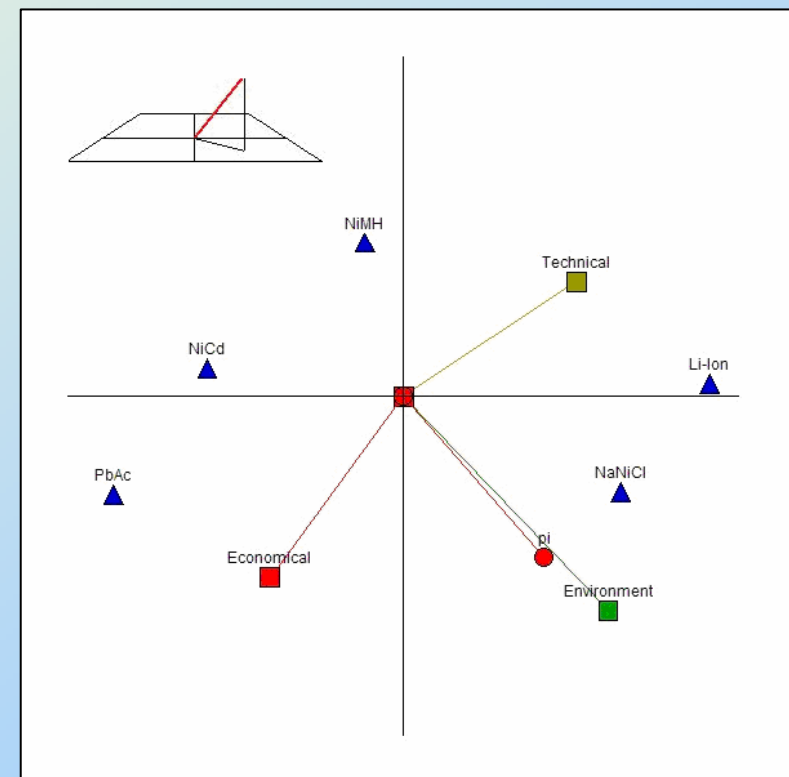 NiMH
Technical
NiCd
Li-Ion
PbAc
NaNiCl
pi
Economical
Environment